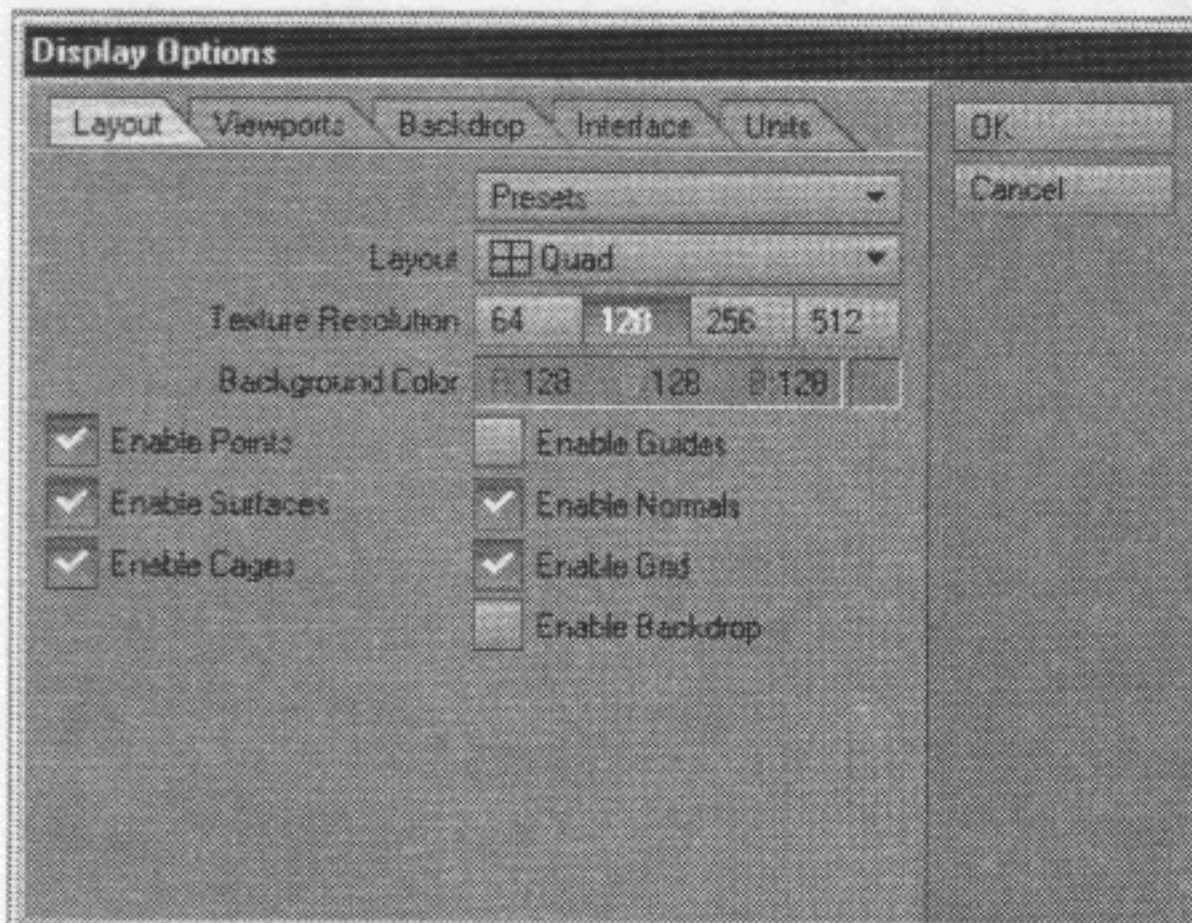 Display Options
Layout Viewports Backdrop Interface Units
OK
Cancel
Presets
Layout Quad
Texture Resolution 64 128 256 512
Background Color 128 128 B:128
Enable Points Enable Guides
Enable Surfaces Enable Normals
Enable Cages Enable Grid
Enable Backdrop